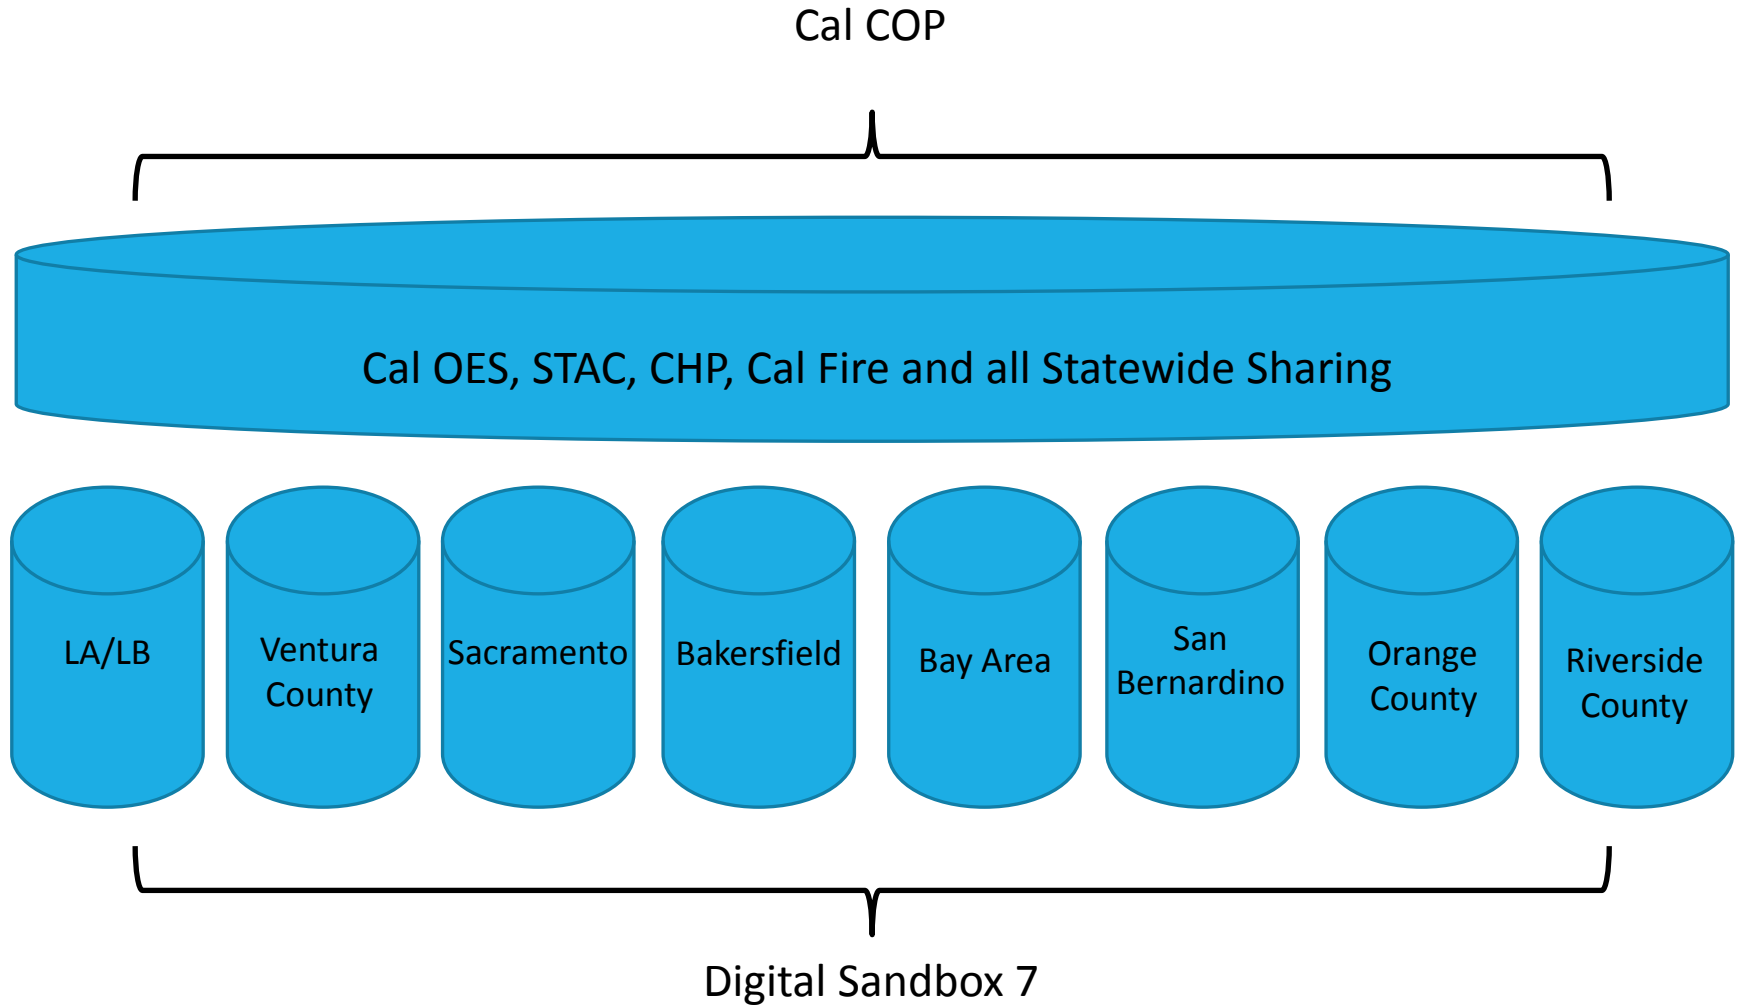 Cal COP
Cal OES, STAC, CHP, Cal Fire and all Statewide Sharing
LA/LB
Ventura
County
Sacramento
Bakersfield
Bay Area
San
Bernardino
Orange
County
Riverside
County
Digital Sandbox 7